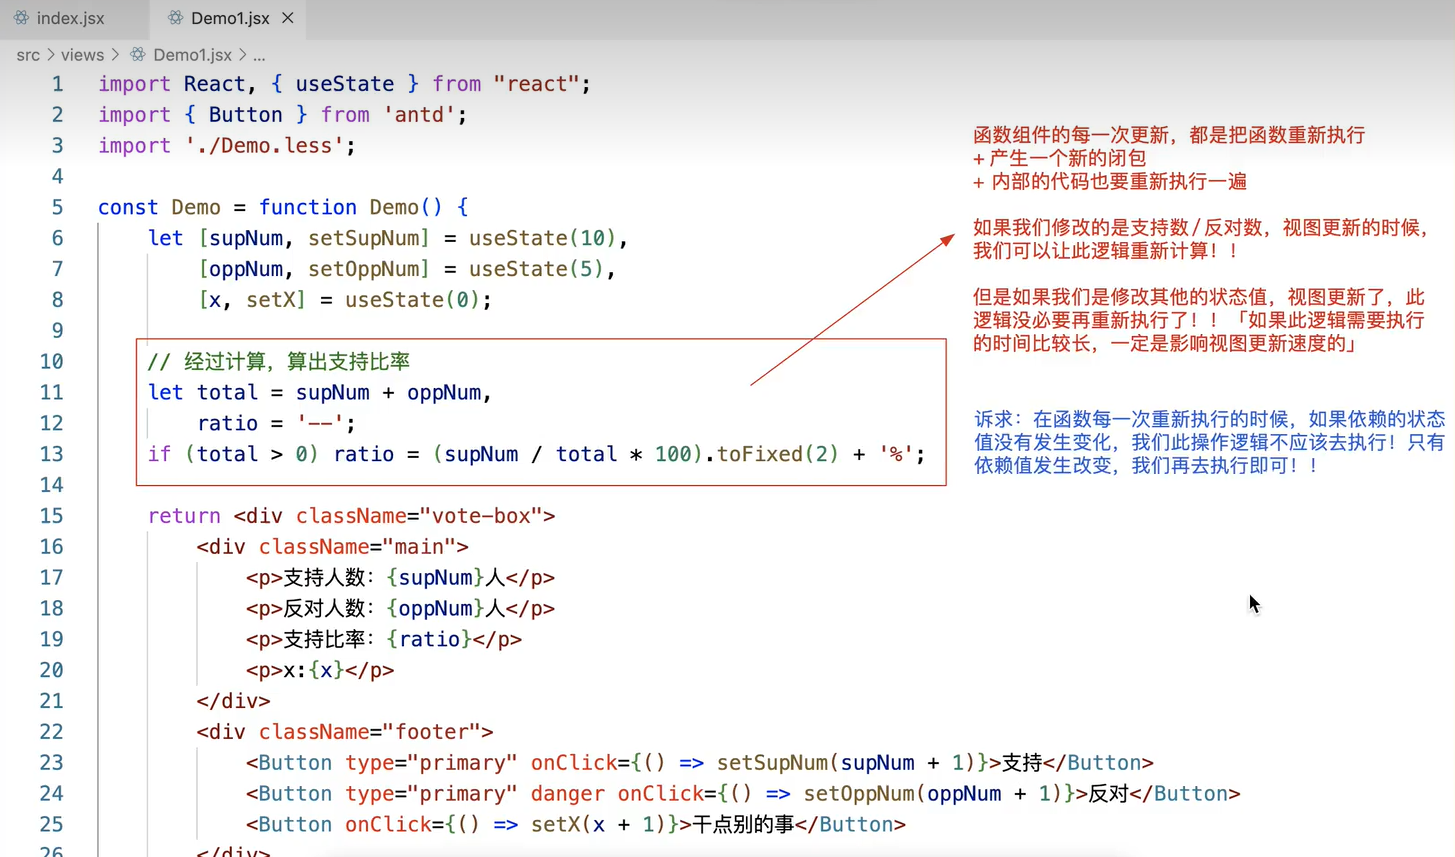 index.jsx
Demo1.jsx
src > views > Demo1.jsx > ...
1 import React, { useState } from "react";
2 import { Button } from 'antd';
3 import './Demo.less';
4
5 const Demo = function Demo() {
6 let [supNum, setSupNum] = useState(10),
7 [oppNum, setOppNum] = useState(5),
8 [x, setX] = useState(0);
9
10 // 经过计算，算出支持比率
11 let total = supNum + oppNum,
12 ratio = '--';
13 if (total > 0) ratio = (supNum / total * 100).toFixed(2) + '%';
14
15 return <div className="vote-box">
16 <div className="main">
17 <p>支持人数：{supNum}人</p>
18 <p>反对人数：{oppNum}人</p>
19 <p>支持比率：{ratio}</p>
20 <p>x:{x}</p>
21 </div>
22 <div className="footer">
23 <Button type="primary" onClick={() => setSupNum(supNum + 1)}>支持</Button>
24 <Button type="primary" danger onClick={() => setOppNum(oppNum + 1)}>反对</Button>
25 <Button onClick={() => setX(x + 1)}>干点别的事</Button>
26 </div>
函数组件的每一次更新，都是把函数重新执行
+ 产生一个新的闭包
+ 内部的代码也要重新执行一遍
如果我们修改的是支持数/反对数，视图更新的时候，
我们可以让此逻辑重新计算！！
但是如果我们是修改其他的状态值，视图更新了，此
逻辑没必要再重新执行了！！「如果此逻辑需要执行
的时间比较长，一定是影响视图更新速度的」
诉求：在函数每一次重新执行的时候，如果依赖的状态
值没有发生变化，我们此操作逻辑不应该去执行！只有
依赖值发生改变，我们再去执行即可！！